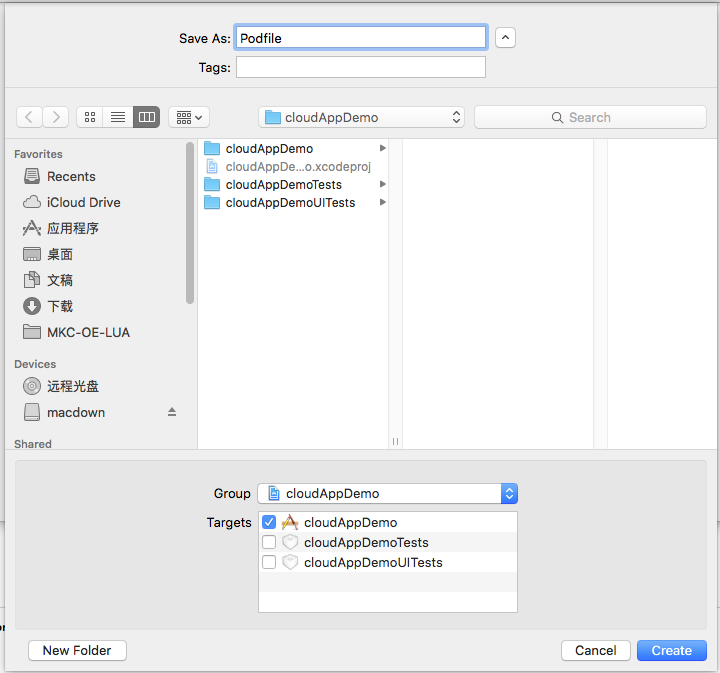 Save As: Podfile
Tags:
cloudAppDemo
Search
Favorites
Recents
iCloud Drive
应用程序
桌面
文稿
下载
MKC-OE-LUA
Devices
远程光盘
macdown
Shared
cloudAppDemo
cloudAppDe...o.xcodeproj
cloudAppDemoTests
cloudAppDemoUITests
Group cloudAppDemo
Targets cloudAppDemo
cloudAppDemoTests
cloudAppDemoUITests
New Folder
Cancel
Create